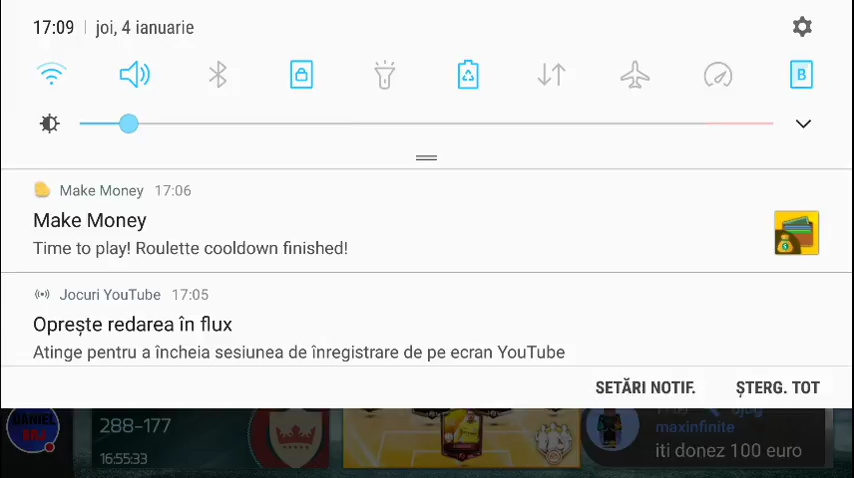 17:09 | joi, 4 ianuarie
B
Make Money 17:06
Make Money
Time to play! Roulette cooldown finished!
Jocuri YouTube 17:05
Oprește redarea în flux
Atinge pentru a încheia sesiunea de înregistrare de pe ecran YouTube
SETĂRI NOTIF. ȘTERG. TOT
DANIEL
288-177
16:55:33
maxinfinite
iti donez 100 euro